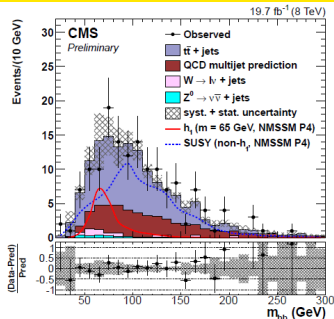 19.7 fb⁻¹ (8 TeV)
CMS
Preliminary
Observed
tt̄ + jets
QCD multijet prediction
W → lν + jets
Z⁰ → νν̄ + jets
syst. + stat. uncertainty
h₁ (m = 65 GeV, NMSSM P4)
SUSY (non-h₁, NMSSM P4)
Events/(10 GeV)
30
25
20
15
10
5
0
(Data-Pred)
Pred
1
0.5
0
-0.5
-1
50 100 150 200 250 300
m_bb (GeV)